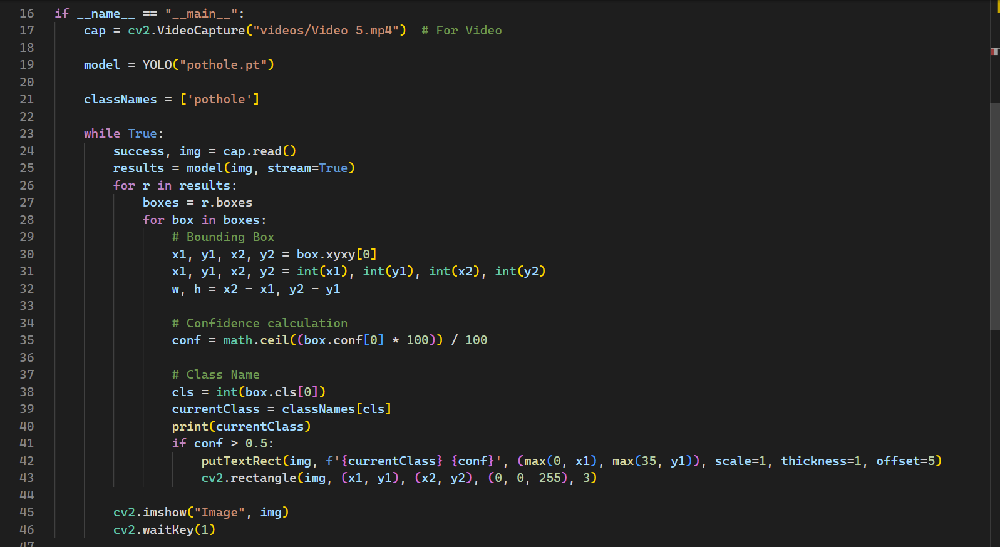 16 if __name__ == "__main__":
17     cap = cv2.VideoCapture("videos/Video 5.mp4")  # For Video
18
19     model = YOLO("pothole.pt")
20
21     classNames = ['pothole']
22
23     while True:
24         success, img = cap.read()
25         results = model(img, stream=True)
26         for r in results:
27             boxes = r.boxes
28             for box in boxes:
29                 # Bounding Box
30                 x1, y1, x2, y2 = box.xyxy[0]
31                 x1, y1, x2, y2 = int(x1), int(y1), int(x2), int(y2)
32                 w, h = x2 - x1, y2 - y1
33
34                 # Confidence calculation
35                 conf = math.ceil((box.conf[0] * 100)) / 100
36
37                 # Class Name
38                 cls = int(box.cls[0])
39                 currentClass = classNames[cls]
40                 print(currentClass)
41                 if conf > 0.5:
42                     putTextRect(img, f'{currentClass} {conf}', (max(0, x1), max(35, y1)), scale=1, thickness=1, offset=5)
43                     cv2.rectangle(img, (x1, y1), (x2, y2), (0, 0, 255), 3)
44
45         cv2.imshow("Image", img)
46         cv2.waitKey(1)
47